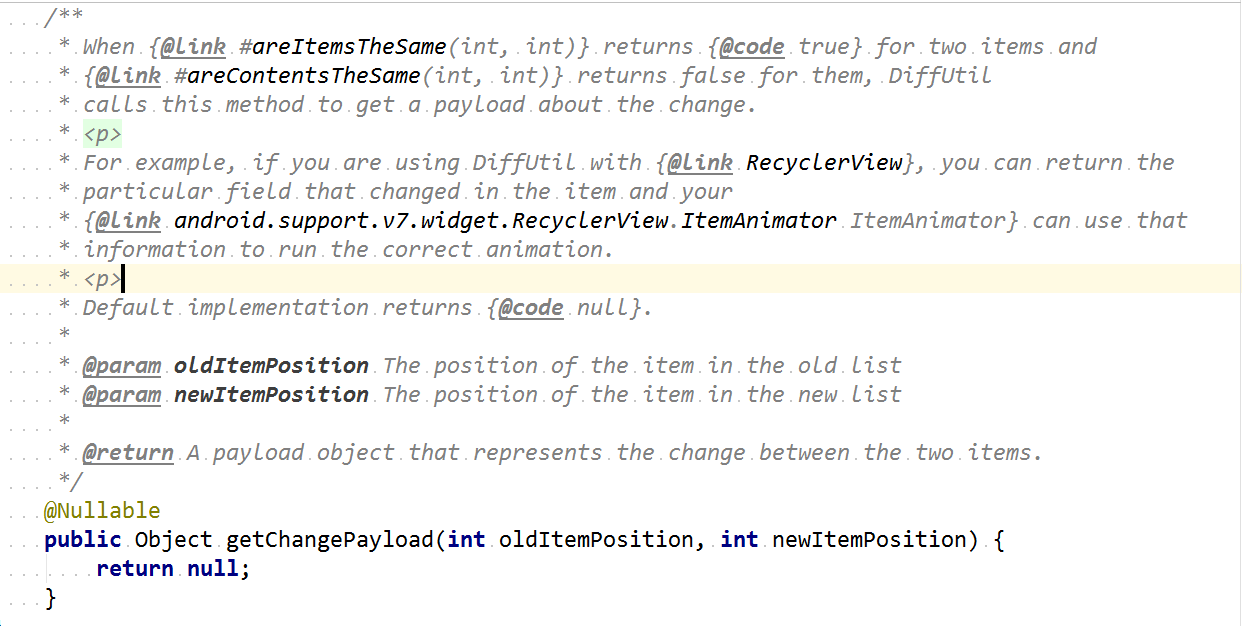 /**
* When {@link #areItemsTheSame(int, int)} returns {@code true} for two items and
* {@link #areContentsTheSame(int, int)} returns false for them, DiffUtil
* calls this method to get a payload about the change.
* <p>
* For example, if you are using DiffUtil with {@link RecyclerView}, you can return the
* particular field that changed in the item and your
* {@link android.support.v7.widget.RecyclerView.ItemAnimator ItemAnimator} can use that
* information to run the correct animation.
* <p>
* Default implementation returns {@code null}.
*
* @param oldItemPosition The position of the item in the old list
* @param newItemPosition The position of the item in the new list
*
* @return A payload object that represents the change between the two items.
*/
@Nullable
public Object getChangePayload(int oldItemPosition, int newItemPosition) {
return null;
}